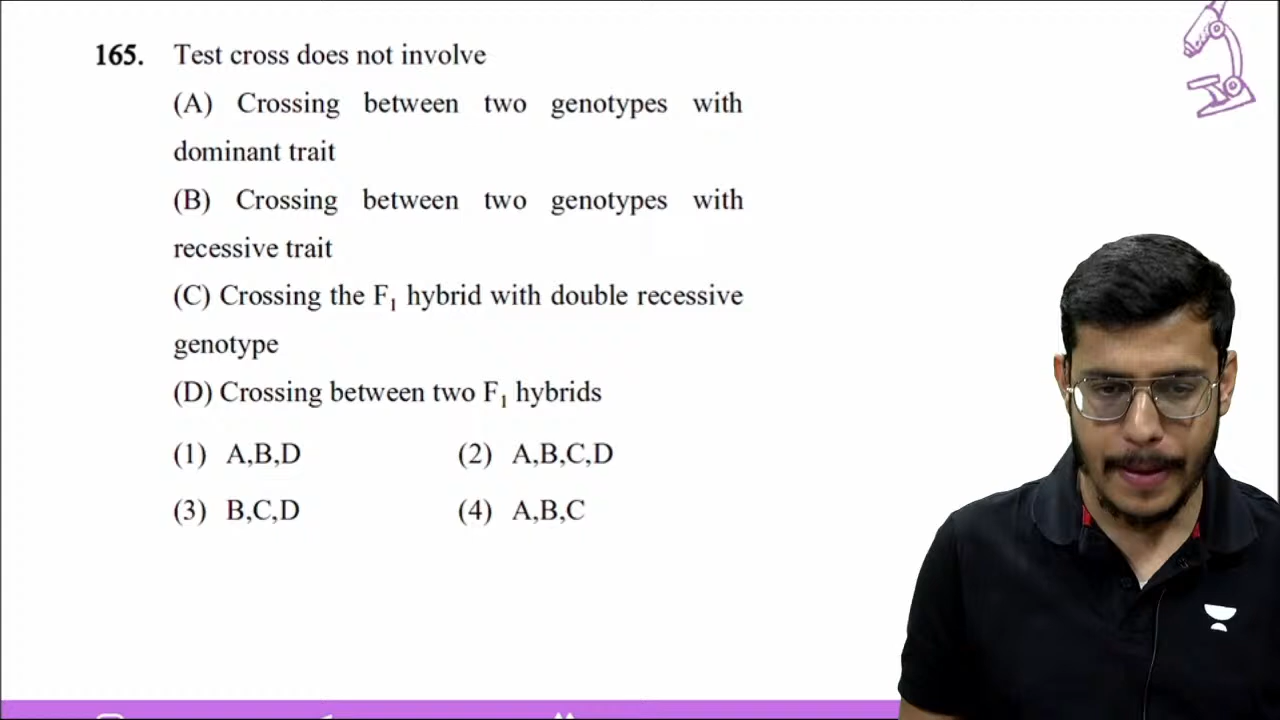 165. Test cross does not involve
(A) Crossing between two genotypes with
dominant trait
(B) Crossing between two genotypes with
recessive trait
(C) Crossing the F₁ hybrid with double recessive
genotype
(D) Crossing between two F₁ hybrids
(1) A,B,D (2) A,B,C,D
(3) B,C,D (4) A,B,C